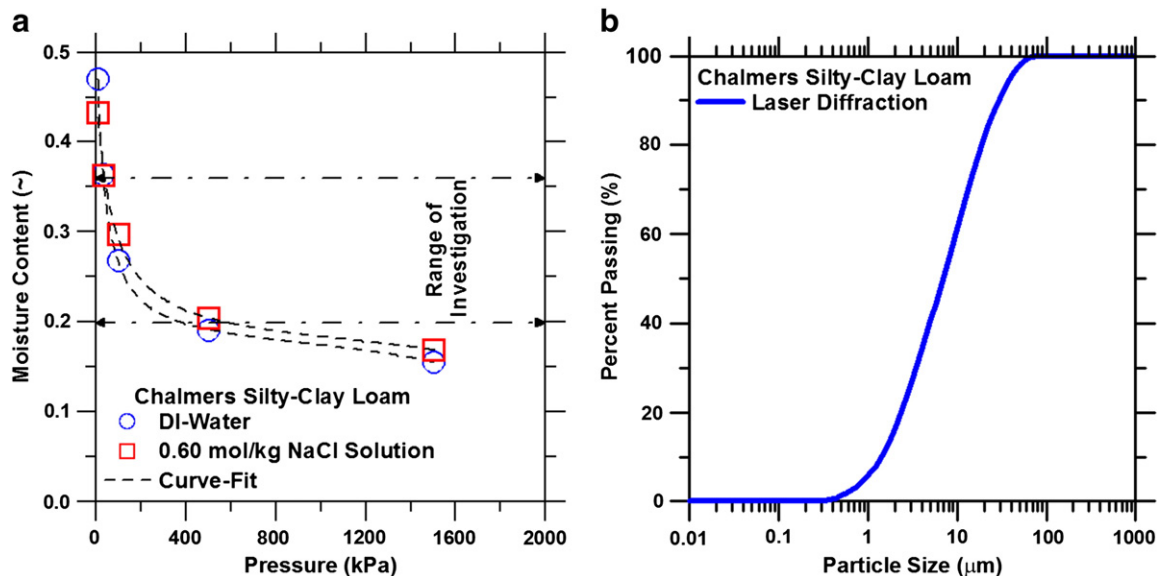 a
0.5
0.4
0.3
0.2
0.1
0.0
Moisture Content (~)
Range of
Investigation
Chalmers Silty-Clay Loam
DI-Water
0.60 mol/kg NaCl Solution
Curve-Fit
0 400 800 1200 1600 2000
Pressure (kPa)
b
100
80
60
40
20
0
Percent Passing (%)
Chalmers Silty-Clay Loam
Laser Diffraction
0.01 0.1 1 10 100 1000
Particle Size (μm)